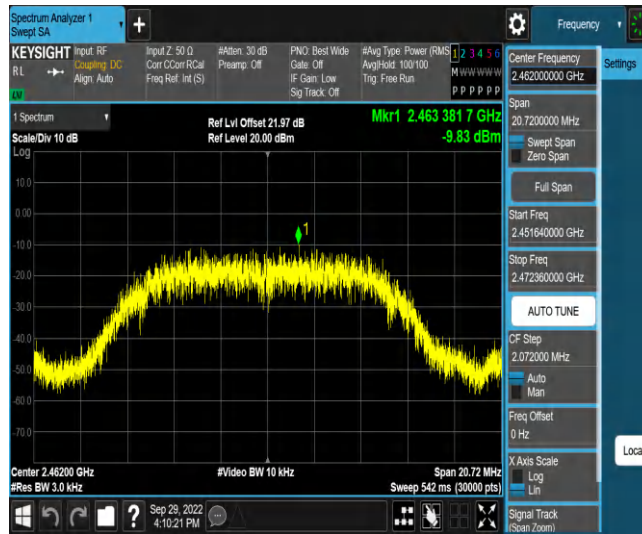 Spectrum Analyzer 1
Swept SA
+
Frequency
KEYSIGHT
RL
Input: RF
Coupling: DC
Align: Auto
Input Z: 50 Ω
Corr CCorr RCal
Freq Ref: Int (S)
#Atten: 30 dB
Preamp: Off
PNO: Best Wide
Gate: Off
IF Gain: Low
Sig Track: Off
#Avg Type: Power (RMS
Avg|Hold: 100/100
Trig: Free Run
1 2 3 4 5 6
M W W W W W
P P P P P P
1 Spectrum
Scale/Div 10 dB
Log
Ref Lvl Offset 21.97 dB
Ref Level 20.00 dBm
Mkr1 2.463 381 7 GHz
-9.83 dBm
10.0
0.00
-10.0
-20.0
-30.0
-40.0
-50.0
-60.0
-70.0
1
Center 2.46200 GHz
#Res BW 3.0 kHz
#Video BW 10 kHz
Span 20.72 MHz
Sweep 542 ms (30000 pts)
?
Sep 29, 2022
4:10:21 PM
Center Frequency
2.462000000 GHz
Settings
Span
20.7200000 MHz
Swept Span
Zero Span
Full Span
Start Freq
2.451640000 GHz
Stop Freq
2.472360000 GHz
AUTO TUNE
CF Step
2.072000 MHz
Auto
Man
Freq Offset
0 Hz
Loca
X Axis Scale
Log
Lin
Signal Track
(Span Zoom)